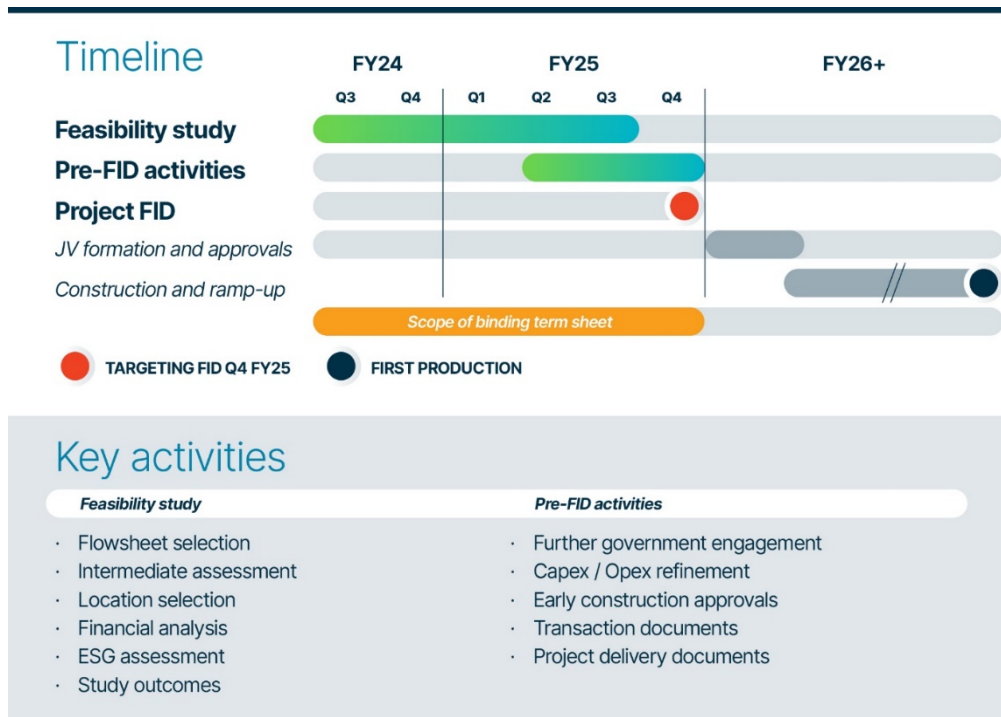 Timeline
FY24 FY25 FY26+
Q3 Q4 Q1 Q2 Q3 Q4
Feasibility study
Pre-FID activities
Project FID
JV formation and approvals
Construction and ramp-up
Scope of binding term sheet
TARGETING FID Q4 FY25 FIRST PRODUCTION
Key activities
Feasibility study Pre-FID activities
· Flowsheet selection · Further government engagement
· Intermediate assessment · Capex / Opex refinement
· Location selection · Early construction approvals
· Financial analysis · Transaction documents
· ESG assessment · Project delivery documents
· Study outcomes